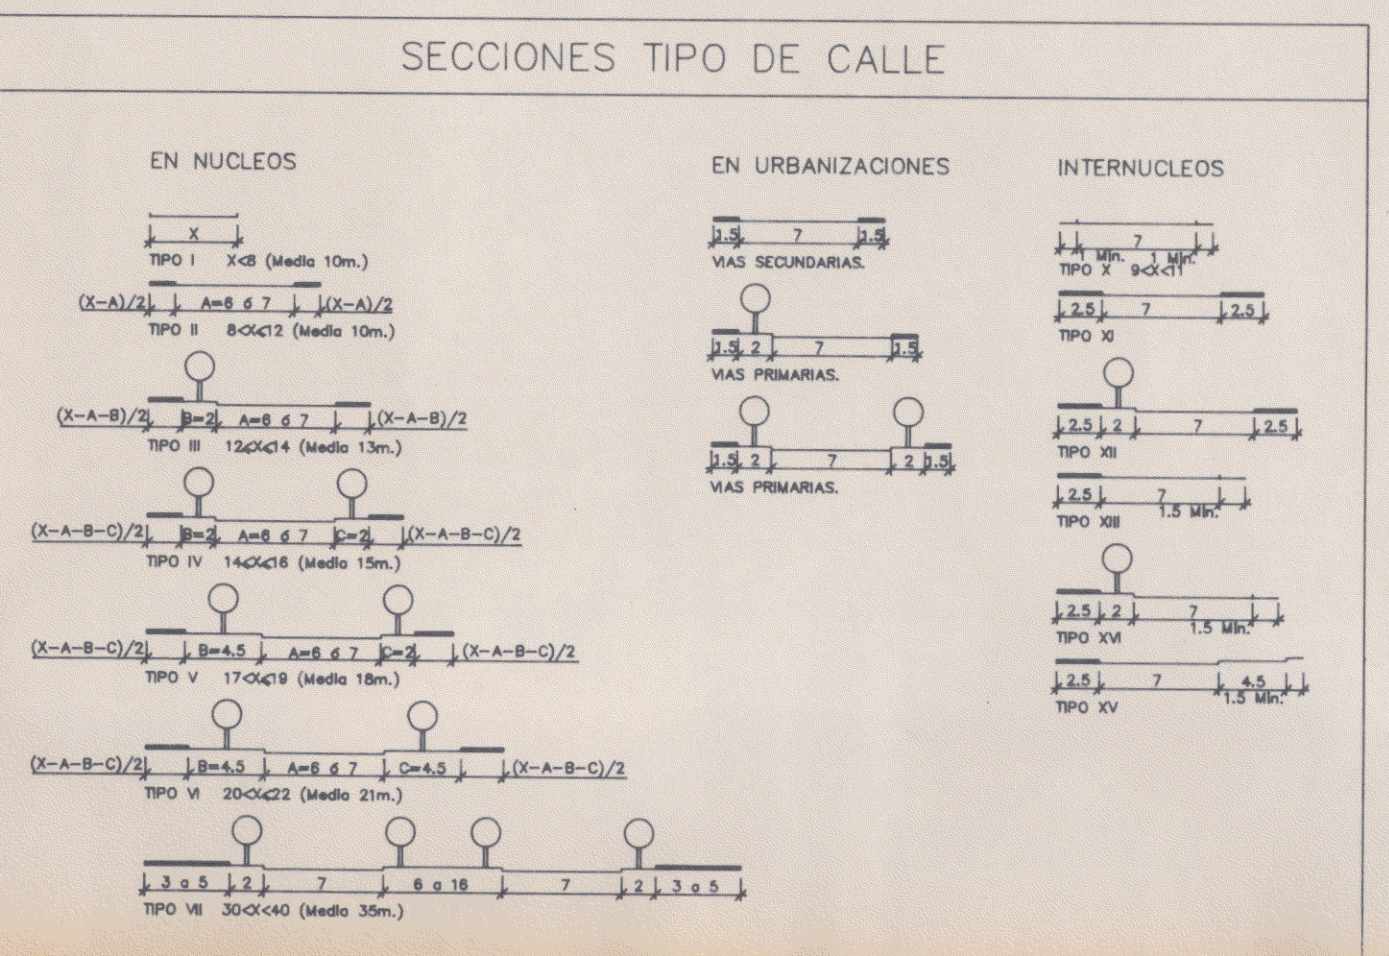 SECCIONES TIPO DE CALLE
EN NUCLEOS
X
TIPO I X<8 (Media 10m.)
(X-A)/2 A=6 ó 7 (X-A)/2
TIPO II 8<X⩽12 (Media 10m.)
(X-A-B)/2 B=2 A=6 ó 7 (X-A-B)/2
TIPO III 12⩽X⩽14 (Media 13m.)
(X-A-B-C)/2 B=2 A=6 ó 7 C=2 (X-A-B-C)/2
TIPO IV 14<X⩽16 (Media 15m.)
(X-A-B-C)/2 B=4.5 A=6 ó 7 C=2 (X-A-B-C)/2
TIPO V 17<X⩽19 (Media 18m.)
(X-A-B-C)/2 B=4.5 A=6 ó 7 C=4.5 (X-A-B-C)/2
TIPO VI 20<X⩽22 (Media 21m.)
3 a 5 2 7 6 a 16 7 2 3 a 5
TIPO VII 30<X<40 (Media 35m.)
EN URBANIZACIONES
1.5 7 1.5
VIAS SECUNDARIAS.
1.5 2 7 1.5
VIAS PRIMARIAS.
1.5 2 7 2 1.5
VIAS PRIMARIAS.
INTERNUCLEOS
7
1 Min. 1 Min.
TIPO X 9<X<11
2.5 7 2.5
TIPO XI
2.5 2 7 2.5
TIPO XII
2.5 7
1.5 Min.
TIPO XIII
2.5 2 7
1.5 Min.
TIPO XVI
2.5 7 4.5
1.5 Min.
TIPO XV